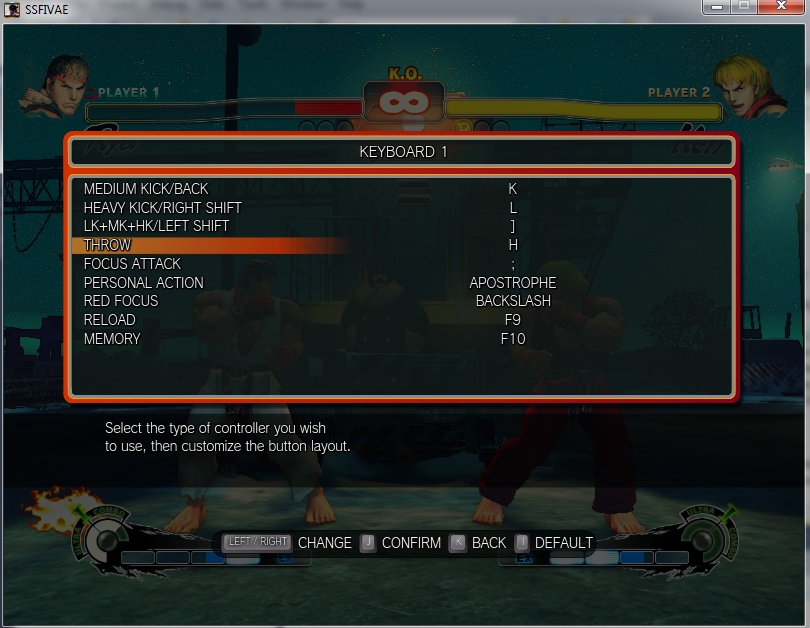 SSFIVAE
K.O.
PLAYER 1
PLAYER 2
KEYBOARD 1
MEDIUM KICK/BACK K
HEAVY KICK/RIGHT SHIFT L
LK+MK+HK/LEFT SHIFT ]
THROW H
FOCUS ATTACK ;
PERSONAL ACTION APOSTROPHE
RED FOCUS BACKSLASH
RELOAD F9
MEMORY F10
Select the type of controller you wish
to use, then customize the button layout.
LEFT / RIGHT CHANGE J CONFIRM K BACK I DEFAULT